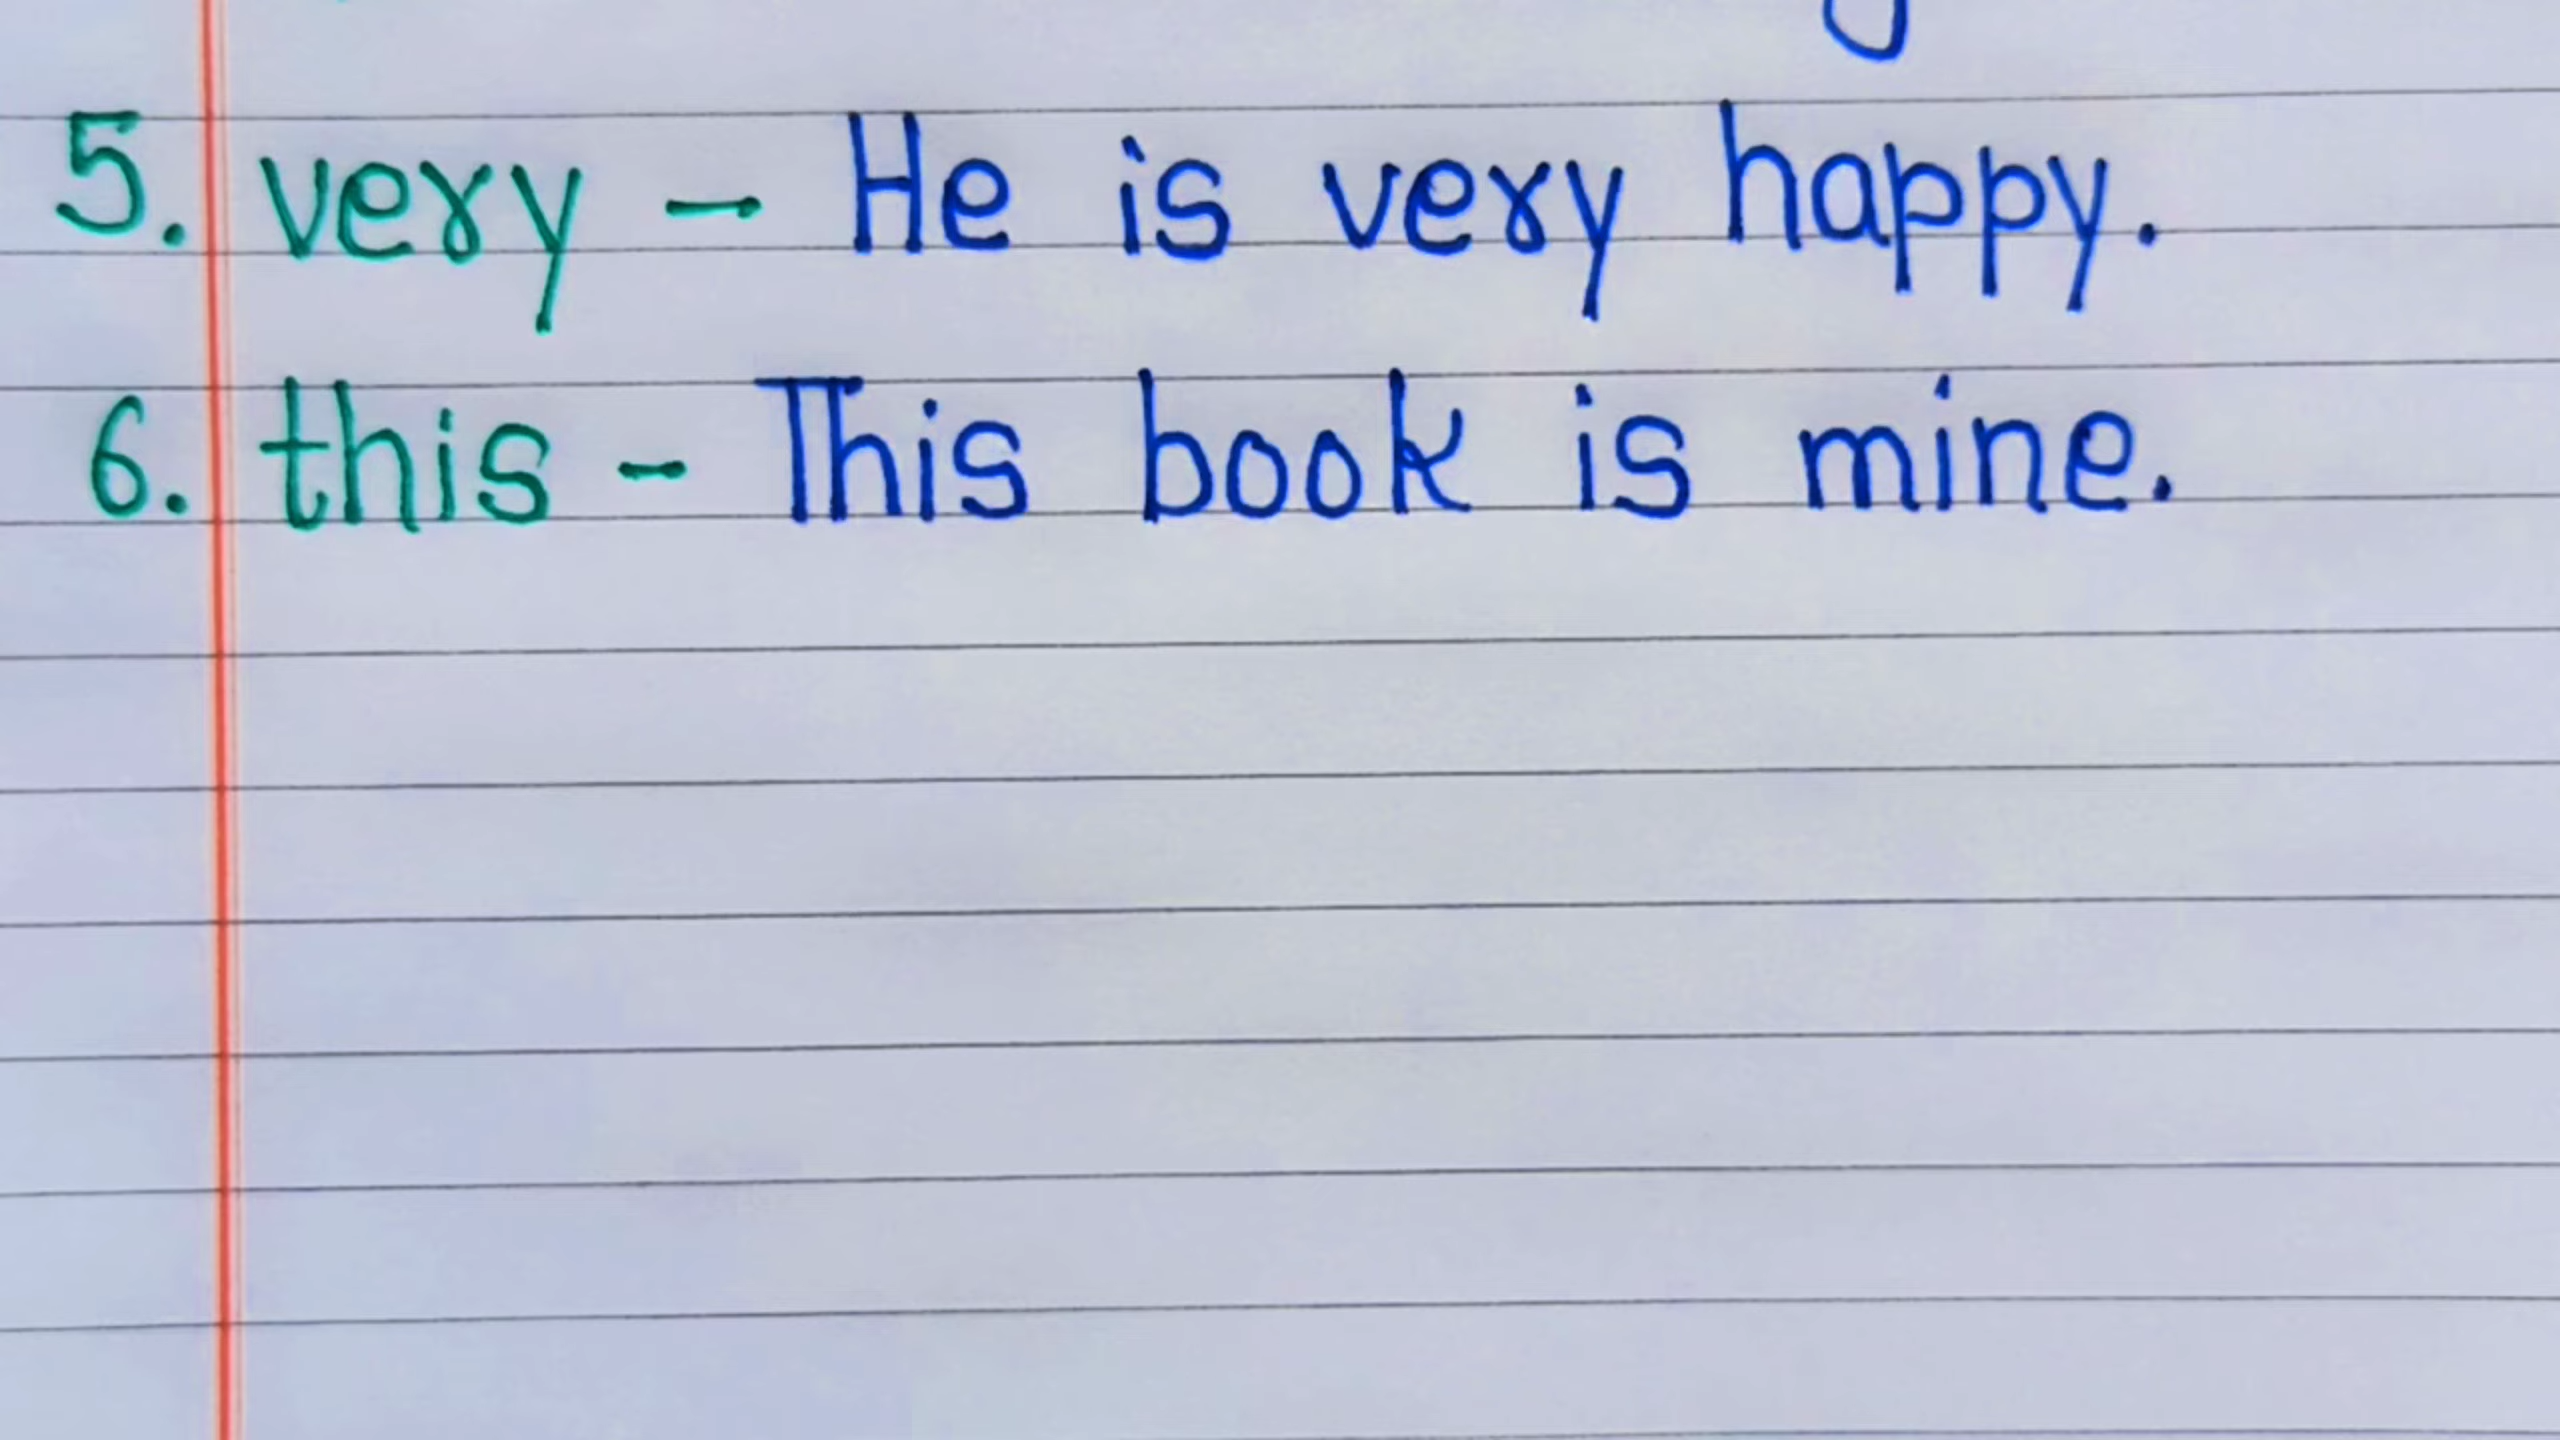 5. very – He is very happy.
6. this - This book is mine.